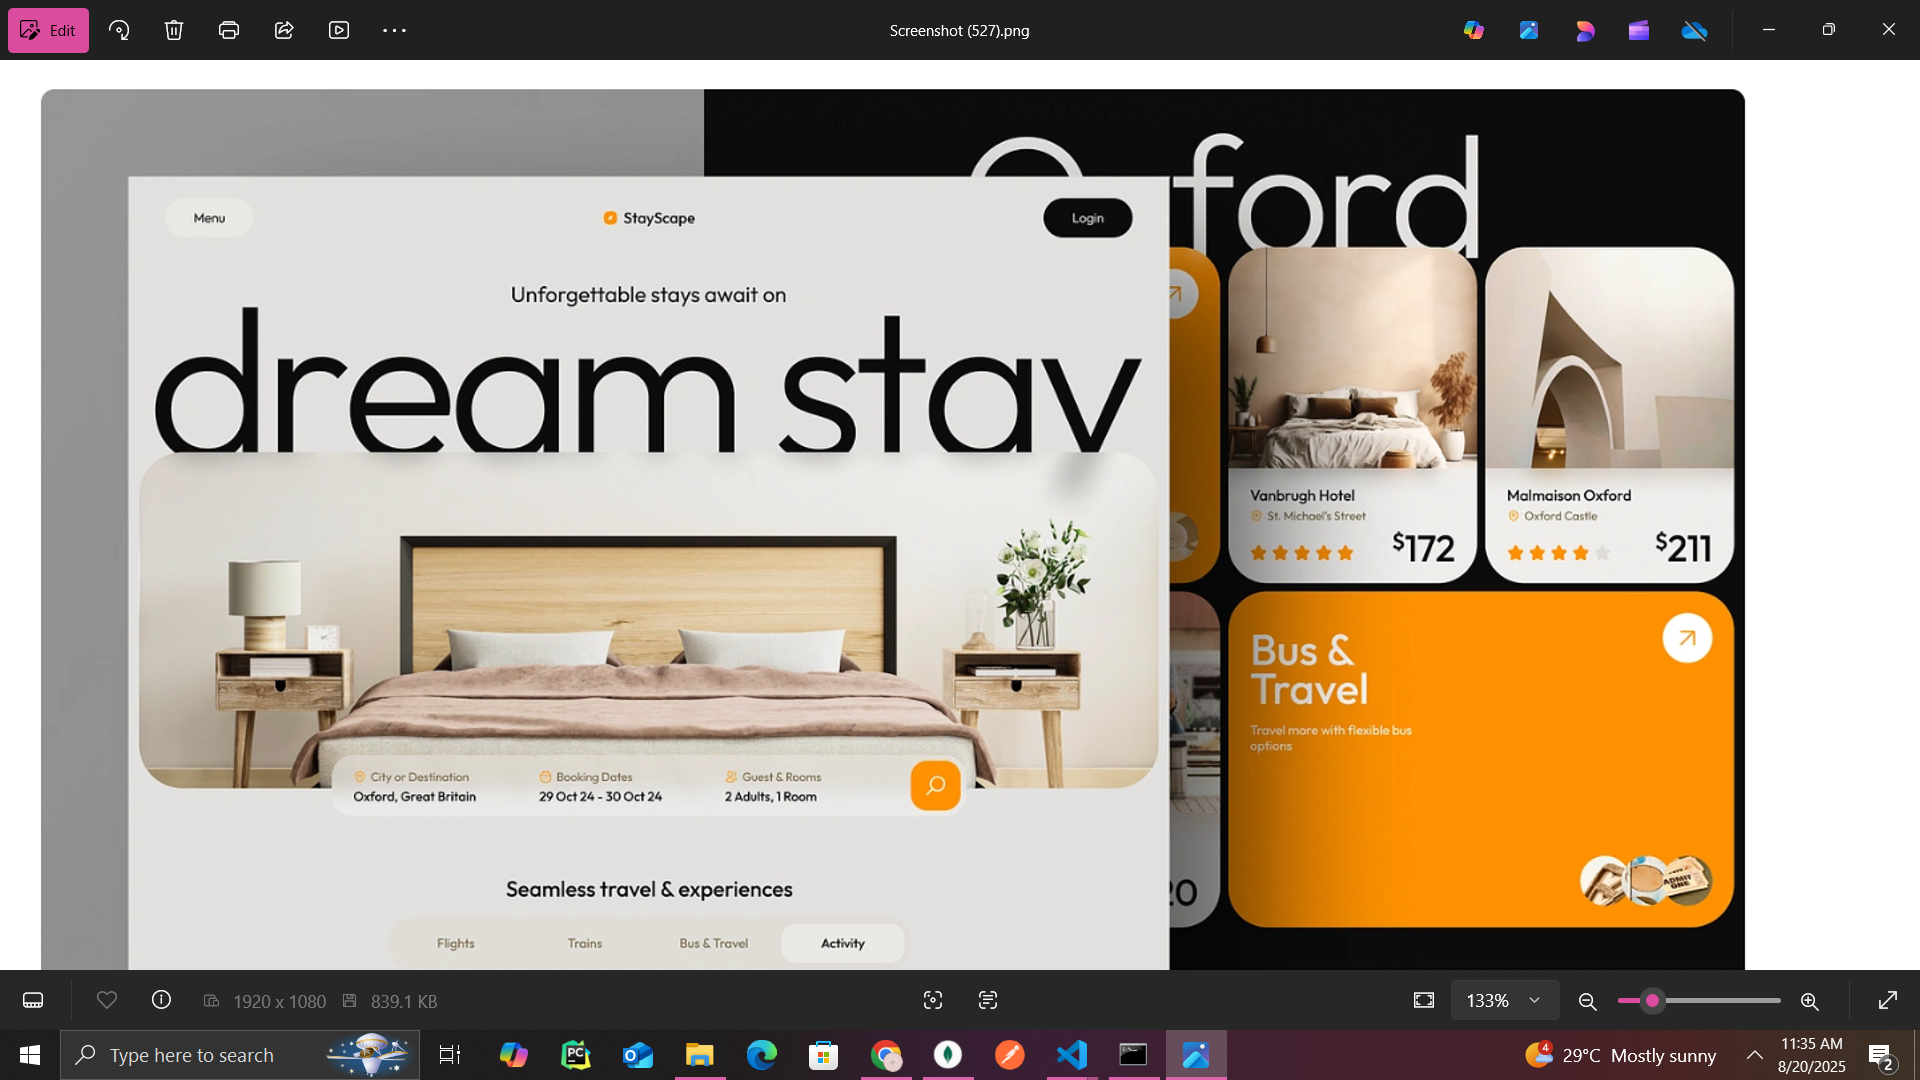 Edit
Screenshot (527).png
Oxford
Menu
StayScape
Login
Unforgettable stays await on
dream stay
City or Destination
Oxford, Great Britain
Booking Dates
29 Oct 24 - 30 Oct 24
Guest & Rooms
2 Adults, 1 Room
Seamless travel & experiences
Flights
Trains
Bus & Travel
Activity
Vanbrugh Hotel
St. Michael's Street
$172
Malmaison Oxford
Oxford Castle
$211
Bus &
Travel
Travel more with flexible bus
options
ADMIT
ONE
20
1920 x 1080
839.1 KB
133%
Type here to search
PC
4
29°C Mostly sunny
11:35 AM
8/20/2025
2